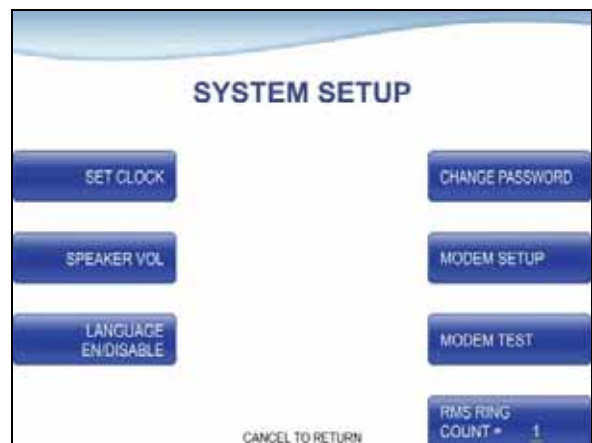 SYSTEM SETUP
SET CLOCK
CHANGE PASSWORD
SPEAKER VOL
MODEM SETUP
LANGUAGE
EN/DISABLE
MODEM TEST
RMS RING
COUNT = 1
CANCEL TO RETURN